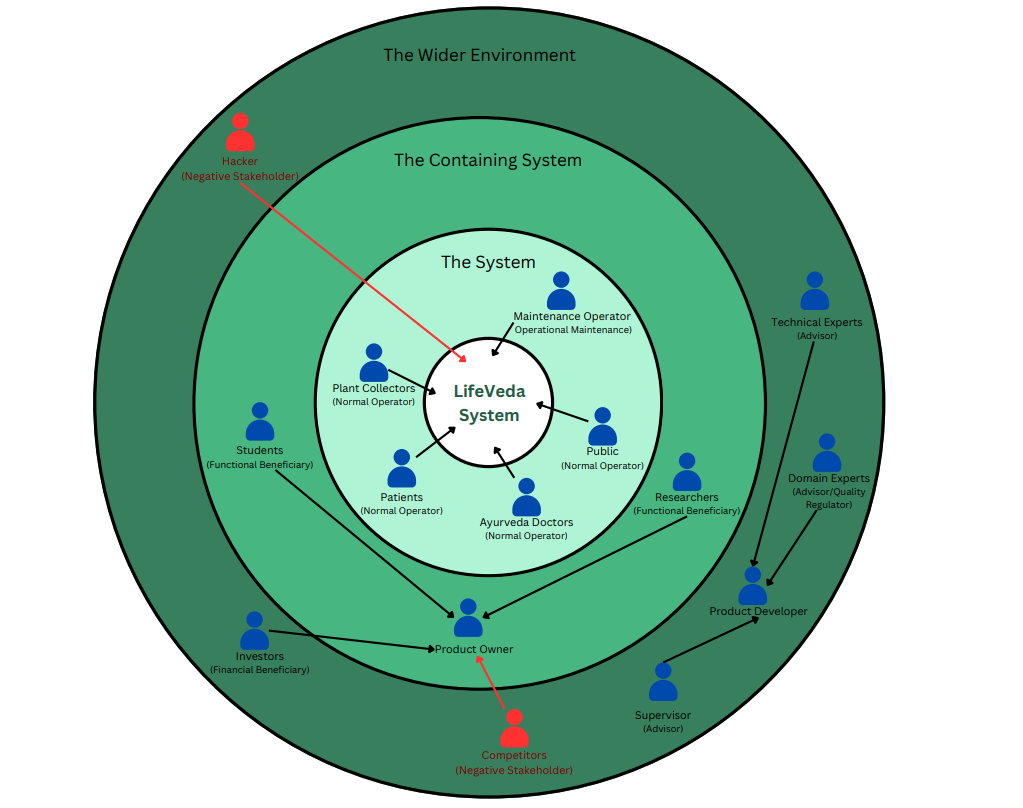 The Wider Environment
Hacker
(Negative Stakeholder)
The Containing System
The System
Maintenance Operator
Operational Maintenance)
Technical Experts
(Advisor)
Plant Collectors
(Normal Operator)
LifeVeda
System
Students
(Functional Beneficiary)
Public
(Normal Operator)
Patients
(Normal Operator)
Researchers
(Functional Beneficiary)
Domain Experts
(Advisor/Quality
Regulator)
Ayurveda Doctors
(Normal Operator)
Product Developer
Investors
(Financial Beneficiary)
Product Owner
Supervisor
(Advisor)
Competitors
(Negative Stakeholder)